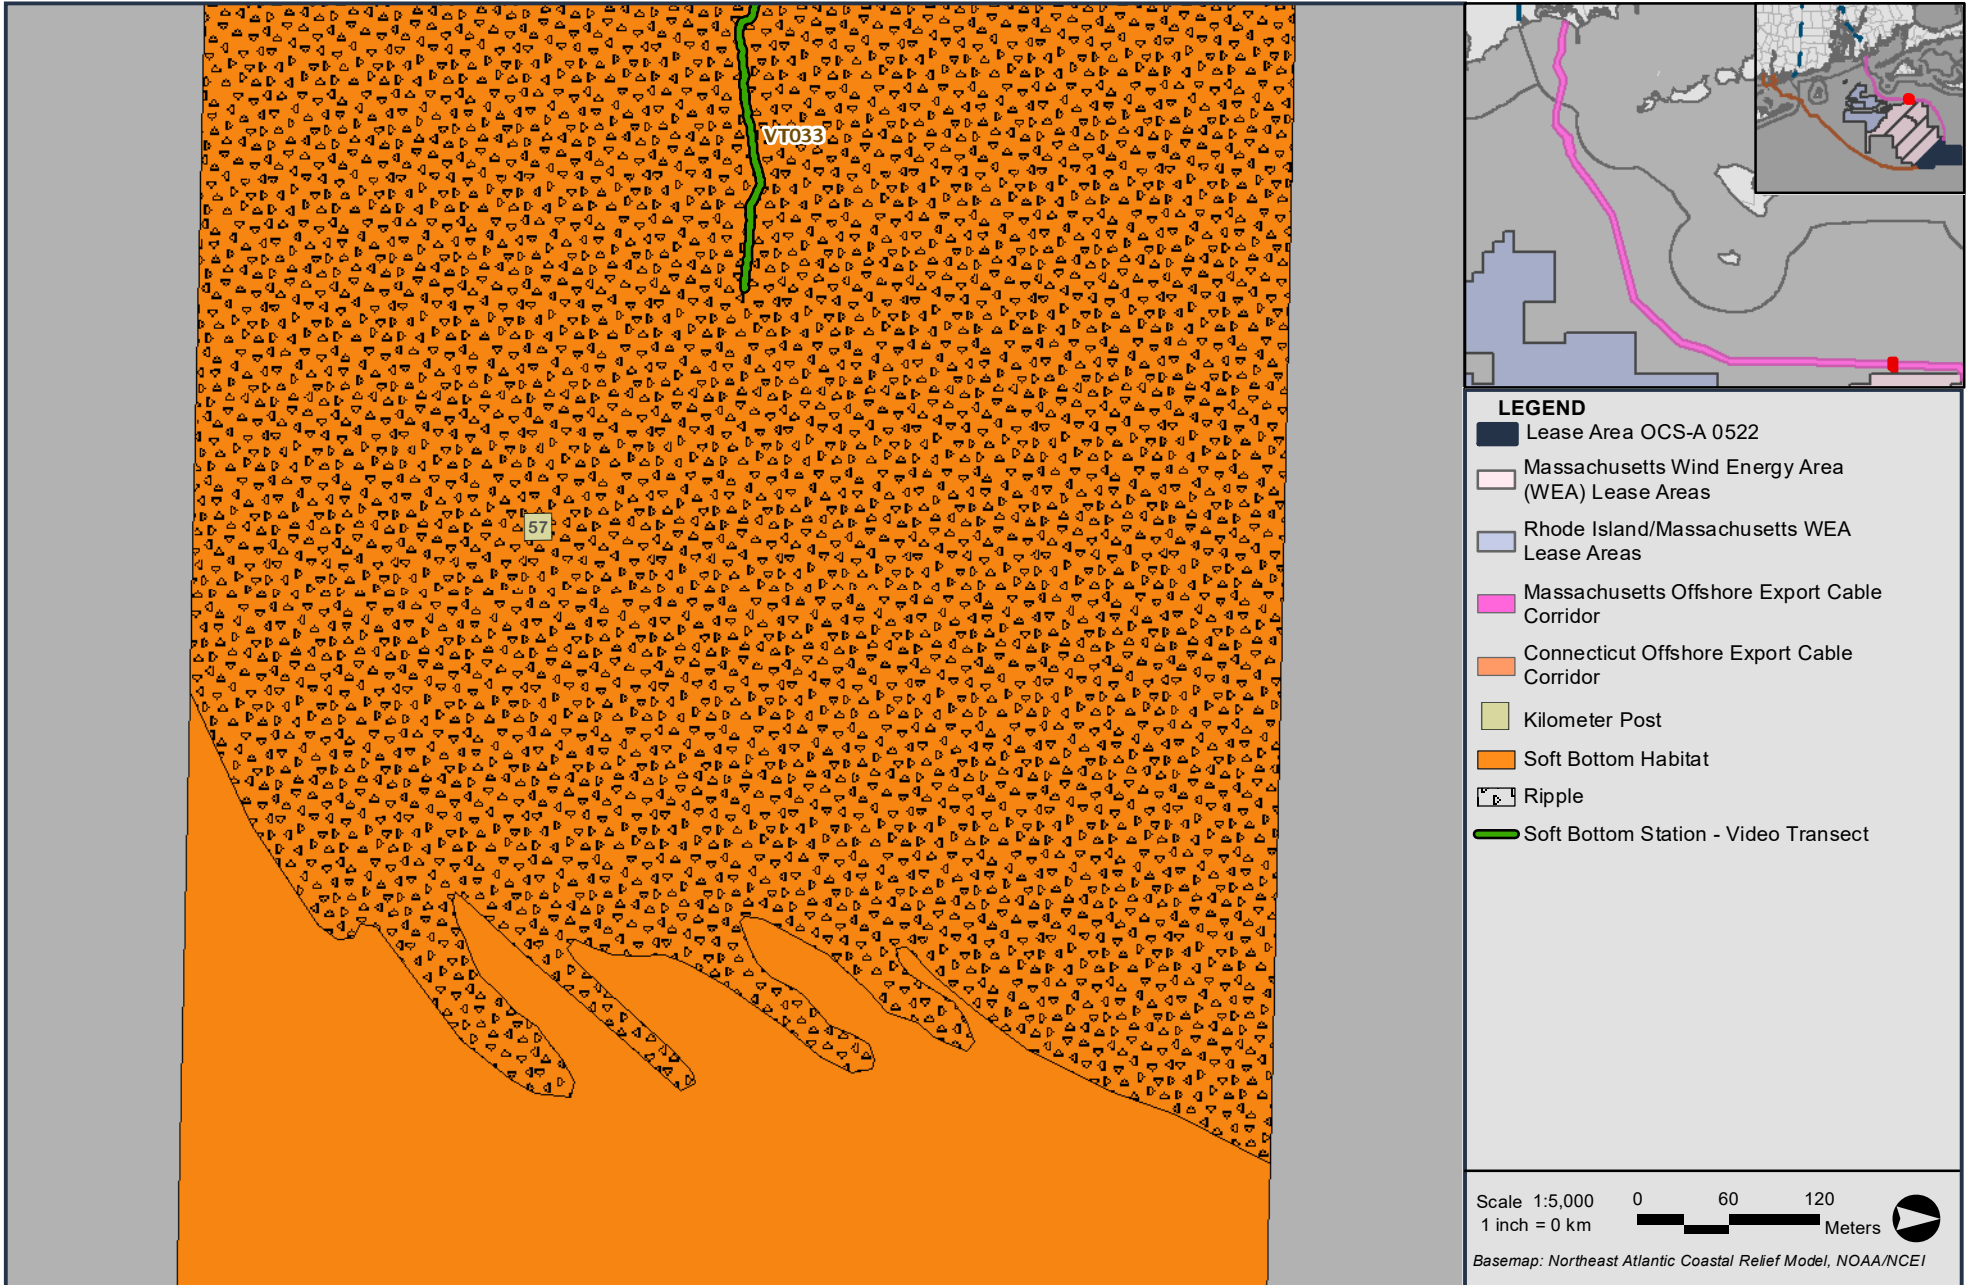 VT033
57
LEGEND
Lease Area OCS-A 0522
Massachusetts Wind Energy Area
(WEA) Lease Areas
Rhode Island/Massachusetts WEA
Lease Areas
Massachusetts Offshore Export Cable
Corridor
Connecticut Offshore Export Cable
Corridor
Kilometer Post
Soft Bottom Habitat
Ripple
Soft Bottom Station - Video Transect
Scale 1:5,000
1 inch = 0 km
0 60 120
Meters
Basemap: Northeast Atlantic Coastal Relief Model, NOAA/NCEI